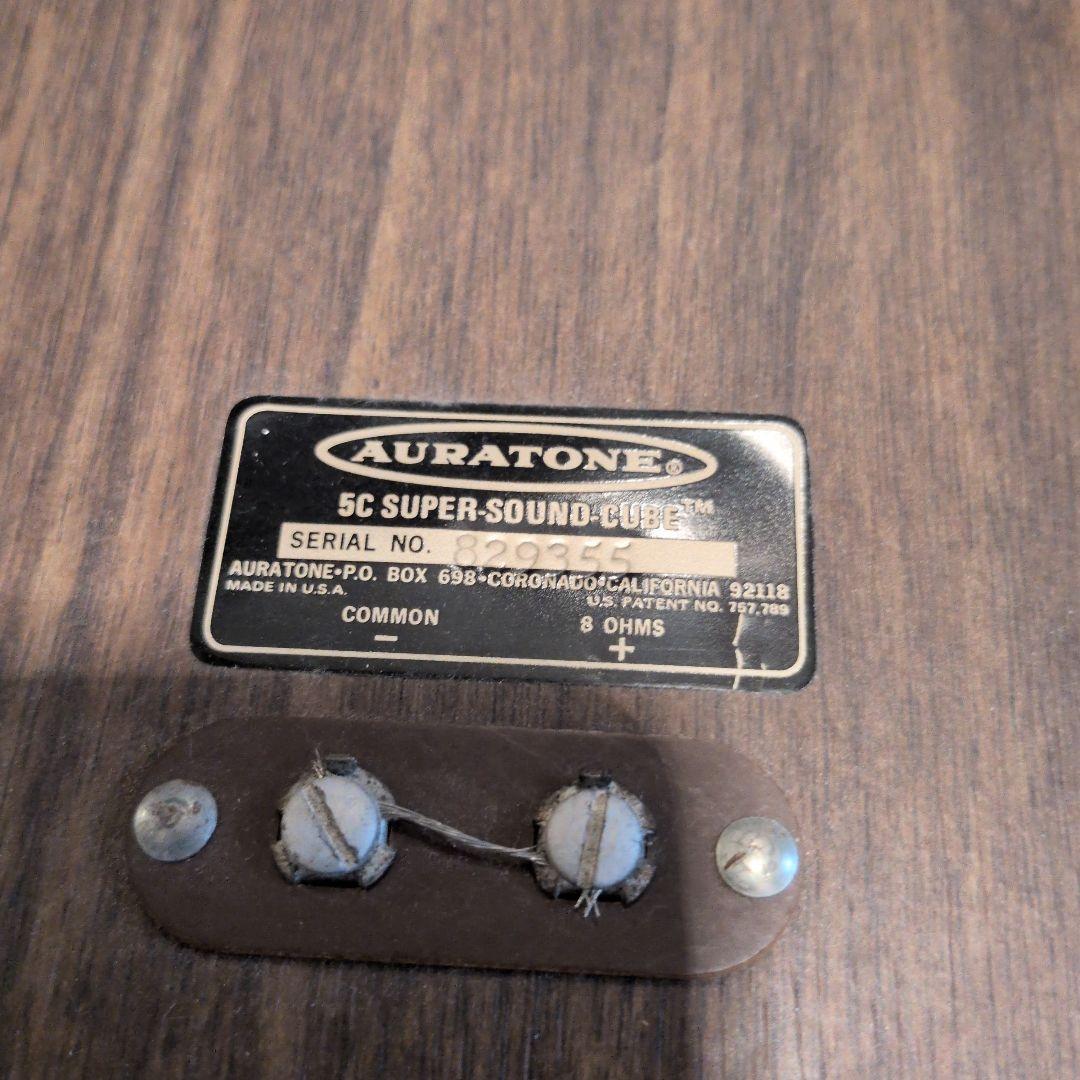 AURATONE®
5C SUPER-SOUND-CUBE™
SERIAL NO. 829355
AURATONE•P.O. BOX 698•CORONADO•CALIFORNIA 92118
MADE IN U.S.A.
U.S. PATENT NO. 757,789
COMMON
8 OHMS
–
+